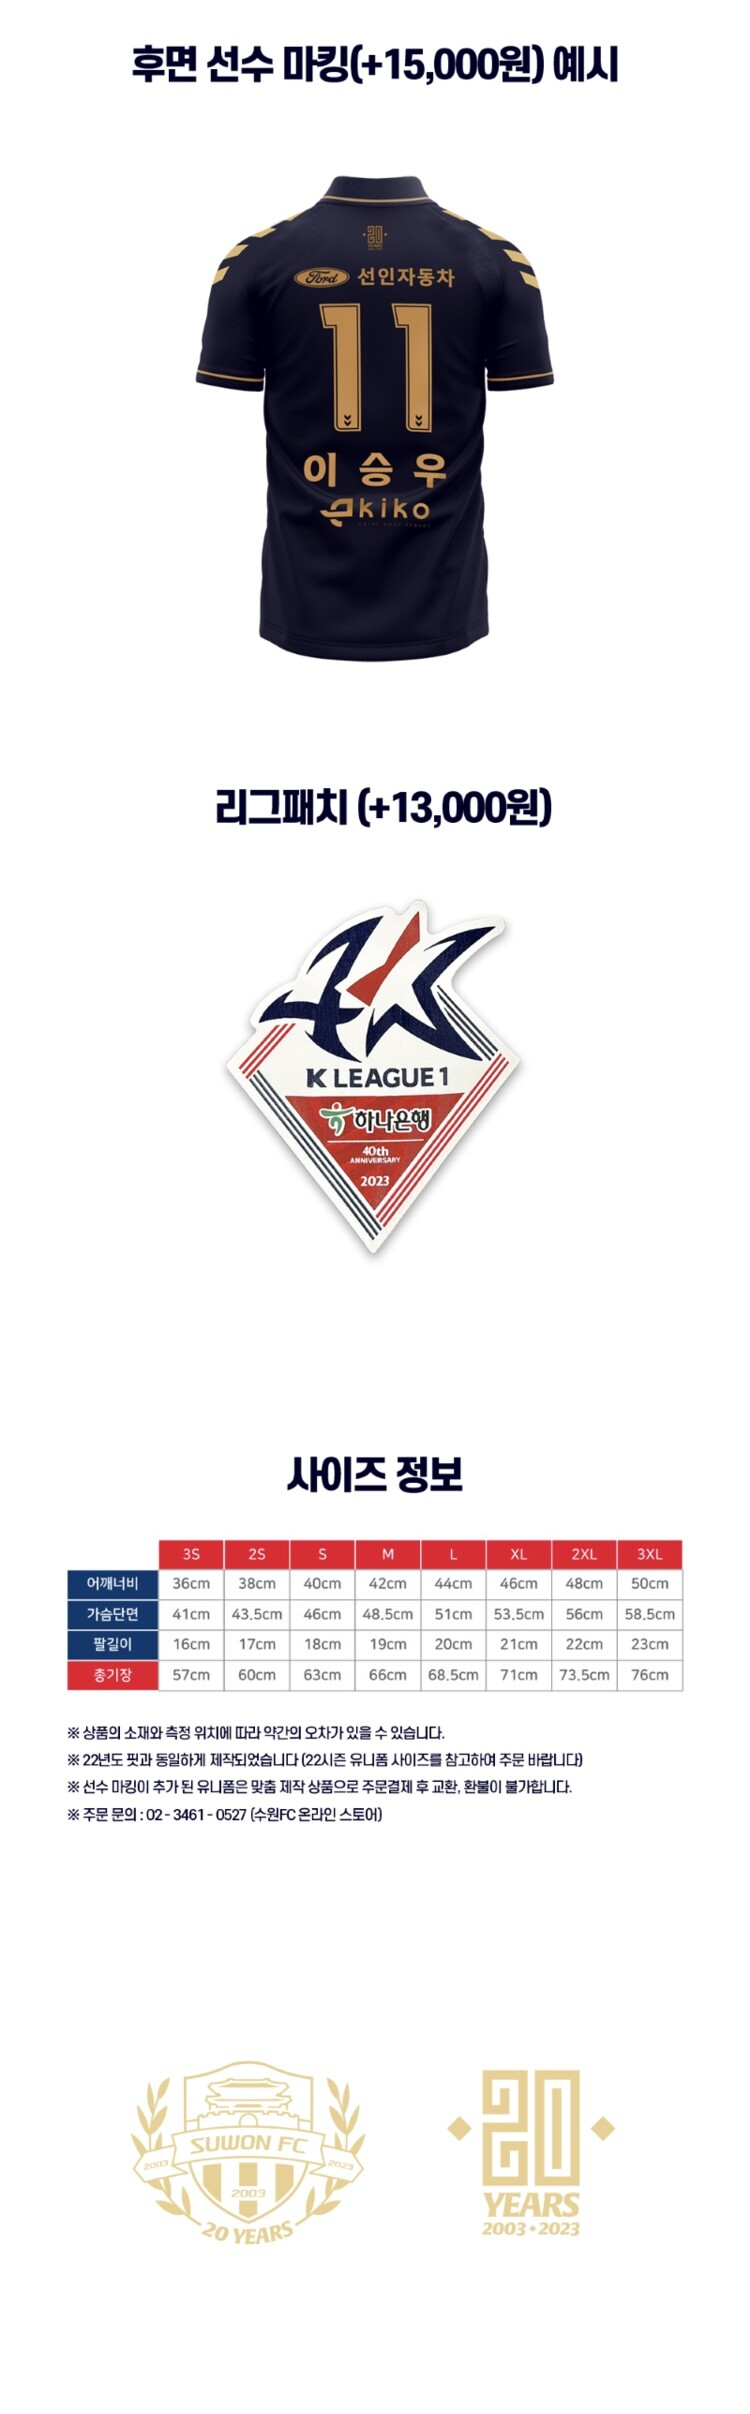 후면 선수 마킹(+15,000원) 예시
20
YEARS
Ford 선인자동차
11
이승우
kiko
리그패치 (+13,000원)
K LEAGUE 1
하나은행
40th
ANNIVERSARY
2023
사이즈 정보
3S 2S S M L XL 2XL 3XL
어깨너비 36cm 38cm 40cm 42cm 44cm 46cm 48cm 50cm
가슴단면 41cm 43.5cm 46cm 48.5cm 51cm 53.5cm 56cm 58.5cm
팔길이 16cm 17cm 18cm 19cm 20cm 21cm 22cm 23cm
총기장 57cm 60cm 63cm 66cm 68.5cm 71cm 73.5cm 76cm
※ 상품의 소재와 측정 위치에 따라 약간의 오차가 있을 수 있습니다.
※ 22년도 핏과 동일하게 제작되었습니다 (22시즌 유니폼 사이즈를 참고하여 주문 바랍니다)
※ 선수 마킹이 추가 된 유니폼은 맞춤 제작 상품으로 주문결제 후 교환, 환불이 불가합니다.
※ 주문 문의 : 02 - 3461 - 0527 (수원FC 온라인 스토어)
SUWON FC
2003 2023
2003
20 YEARS
20
YEARS
2003 • 2023